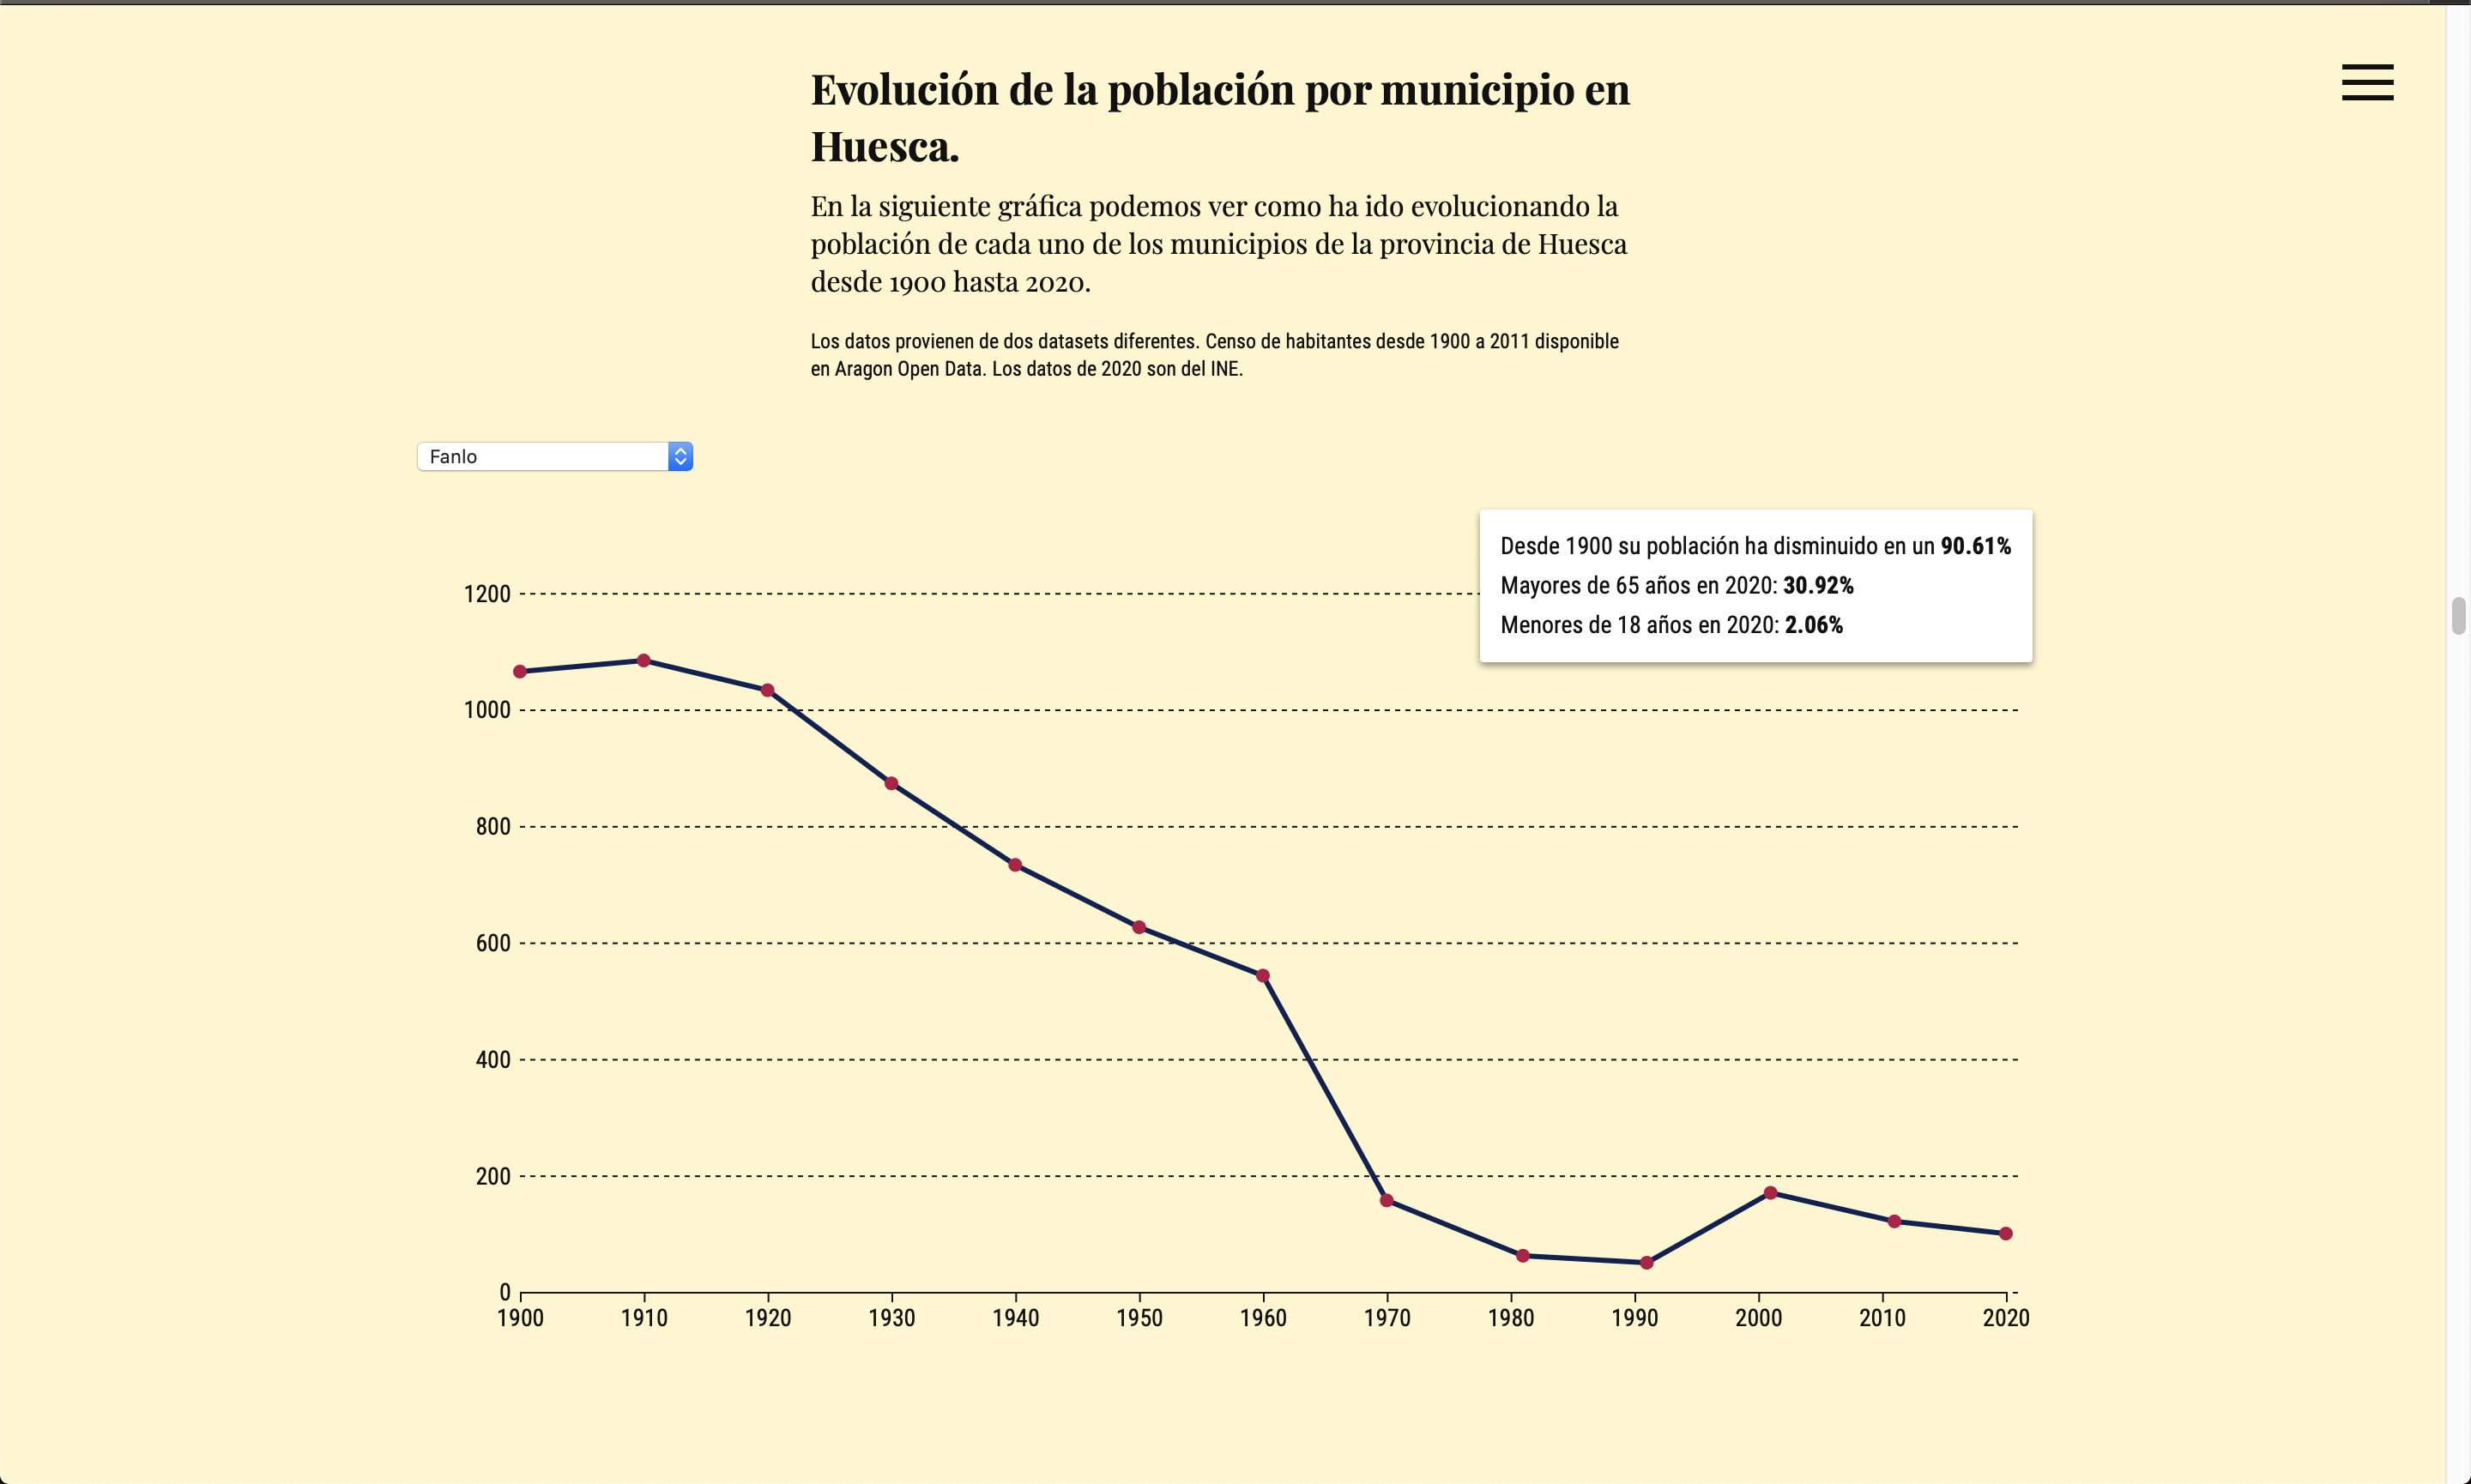 Evolución de la población por municipio en
Huesca.
En la siguiente gráfica podemos ver como ha ido evolucionando la
población de cada uno de los municipios de la provincia de Huesca
desde 1900 hasta 2020.
Los datos provienen de dos datasets diferentes. Censo de habitantes desde 1900 a 2011 disponible
en Aragon Open Data. Los datos de 2020 son del INE.
Fanlo
Desde 1900 su población ha disminuido en un 90.61%
Mayores de 65 años en 2020: 30.92%
Menores de 18 años en 2020: 2.06%
1200
1000
800
600
400
200
0
1900 1910 1920 1930 1940 1950 1960 1970 1980 1990 2000 2010 2020